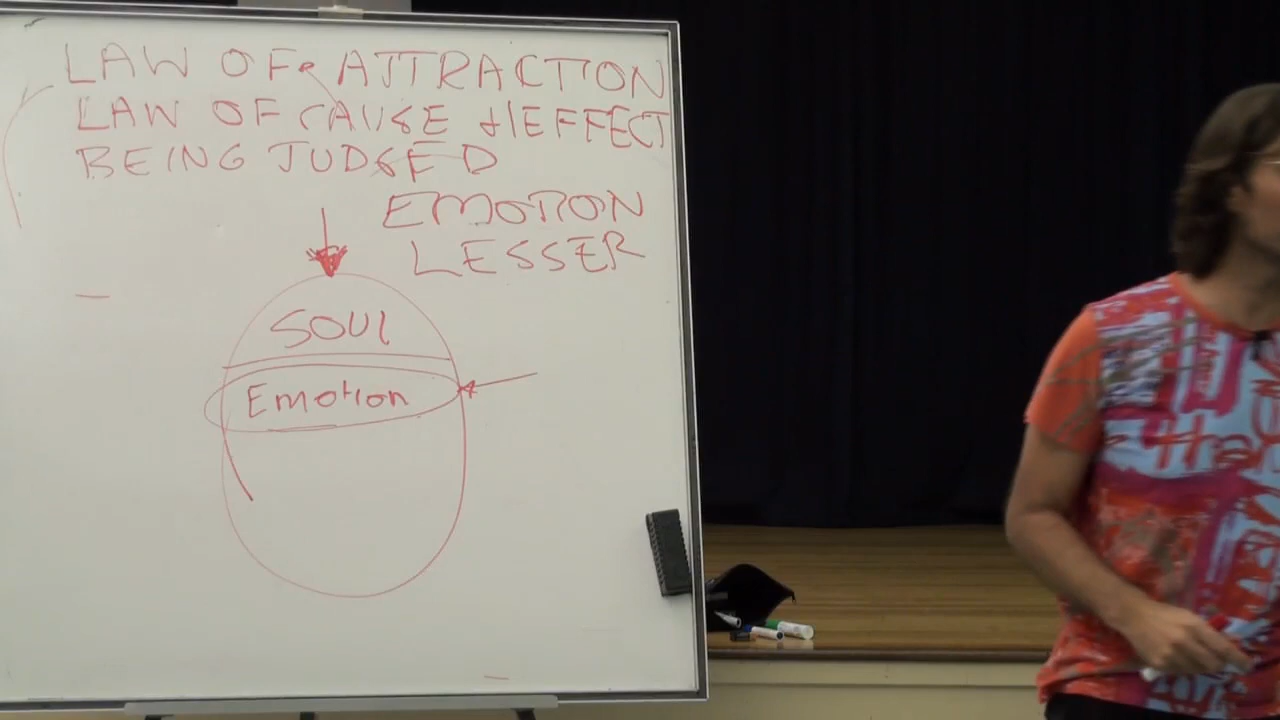 LAW OF ATTRACTION
LAW OF CAUSE + EFFECT
BEING JUDGED
EMOTION
LESSER
SOUL
Emotion